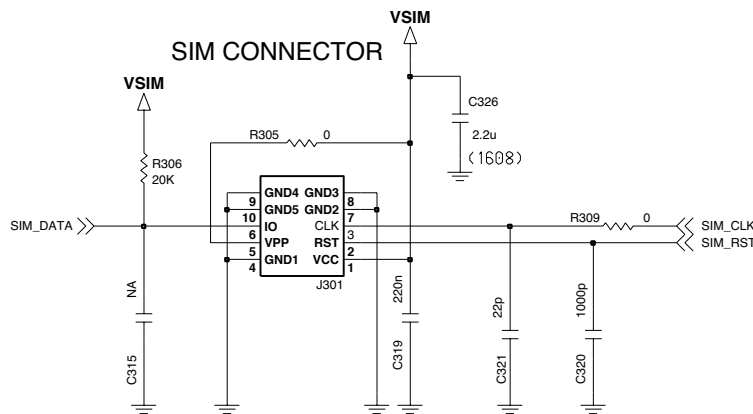 VSIM
SIM CONNECTOR
VSIM
C326
2.2u
(1608)
R305 0
R306
20K
GND4 GND3
9 8
GND5 GND2
10 7
SIM_DATA IO CLK R309 0 SIM_CLK
6 3
VPP RST SIM_RST
5 2
GND1 VCC
4 1
J301
NA
220n
22p
1000p
C315
C319
C321
C320